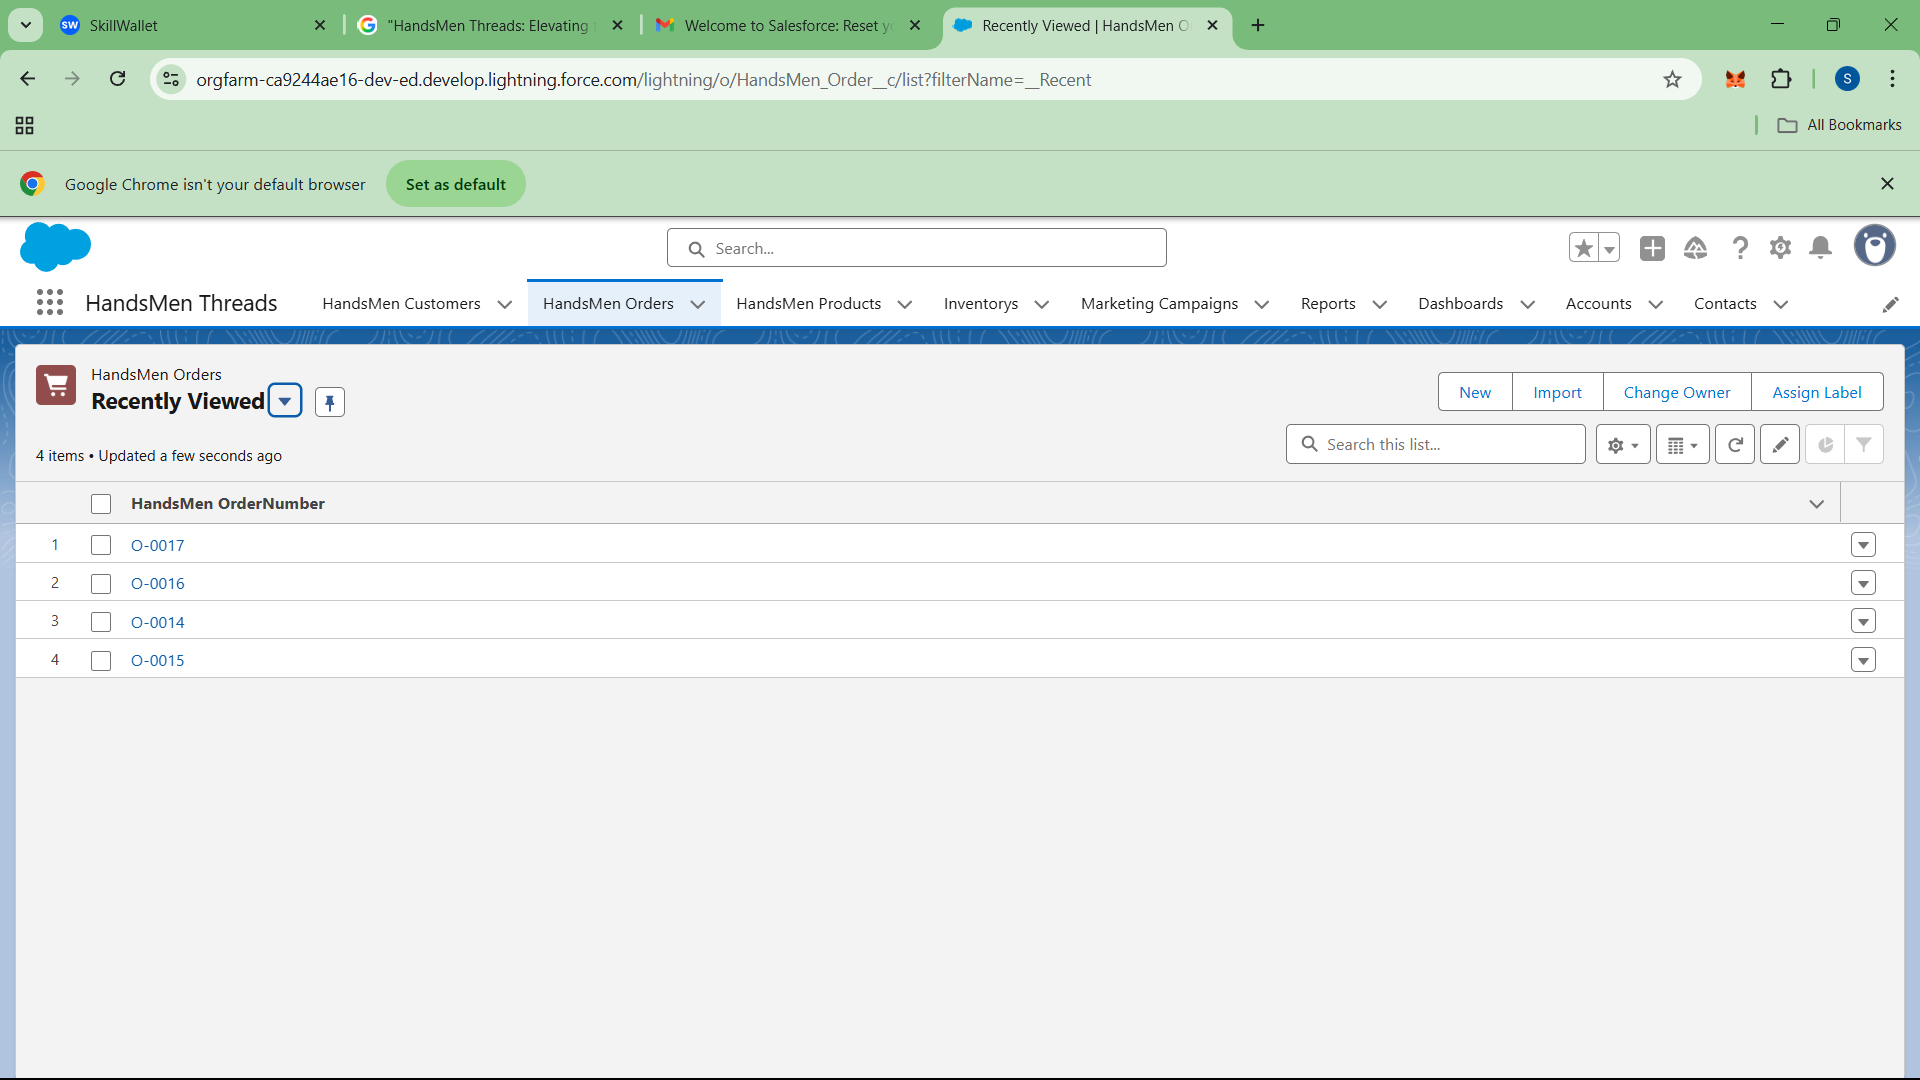 SW SkillWallet
"HandsMen Threads: Elevating
Welcome to Salesforce: Reset yo
Recently Viewed | HandsMen O
orgfarm-ca9244ae16-dev-ed.develop.lightning.force.com/lightning/o/HandsMen_Order__c/list?filterName=__Recent
S
All Bookmarks
Google Chrome isn't your default browser
Set as default
Search...
HandsMen Threads
HandsMen Customers
HandsMen Orders
HandsMen Products
Inventorys
Marketing Campaigns
Reports
Dashboards
Accounts
Contacts
HandsMen Orders
Recently Viewed
New
Import
Change Owner
Assign Label
4 items • Updated a few seconds ago
Search this list...
HandsMen OrderNumber
1 O-0017
2 O-0016
3 O-0014
4 O-0015